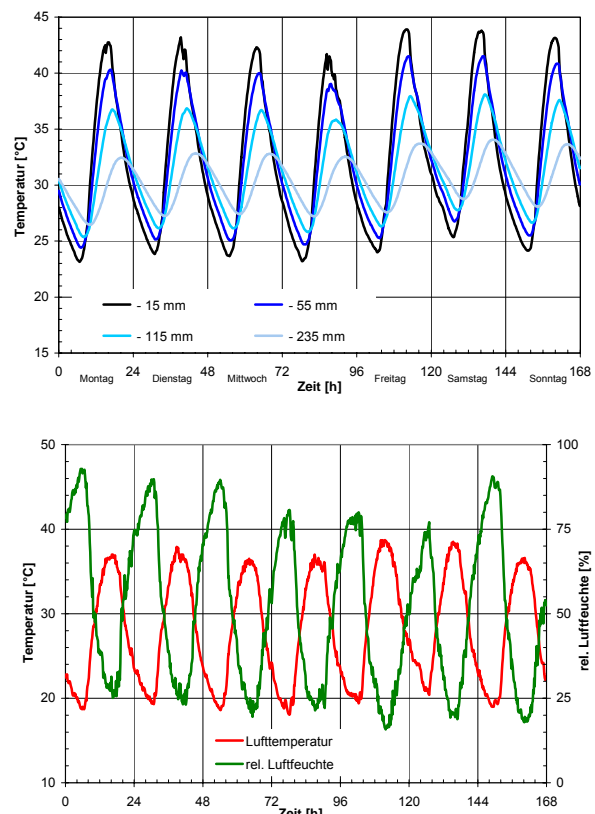 45
40
35
30
25
20
15
Temperatur [°C]
- 15 mm
- 55 mm
- 115 mm
- 235 mm
0 24 48 72 96 120 144 168
Montag Dienstag Mittwoch Freitag Samstag Sonntag
Zeit [h]
50
40
30
20
10
Temperatur [°C]
100
75
50
25
0
rel. Luftfeuchte [%]
Lufttemperatur
rel. Luftfeuchte
0 24 48 72 96 120 144 168
Zeit [h]